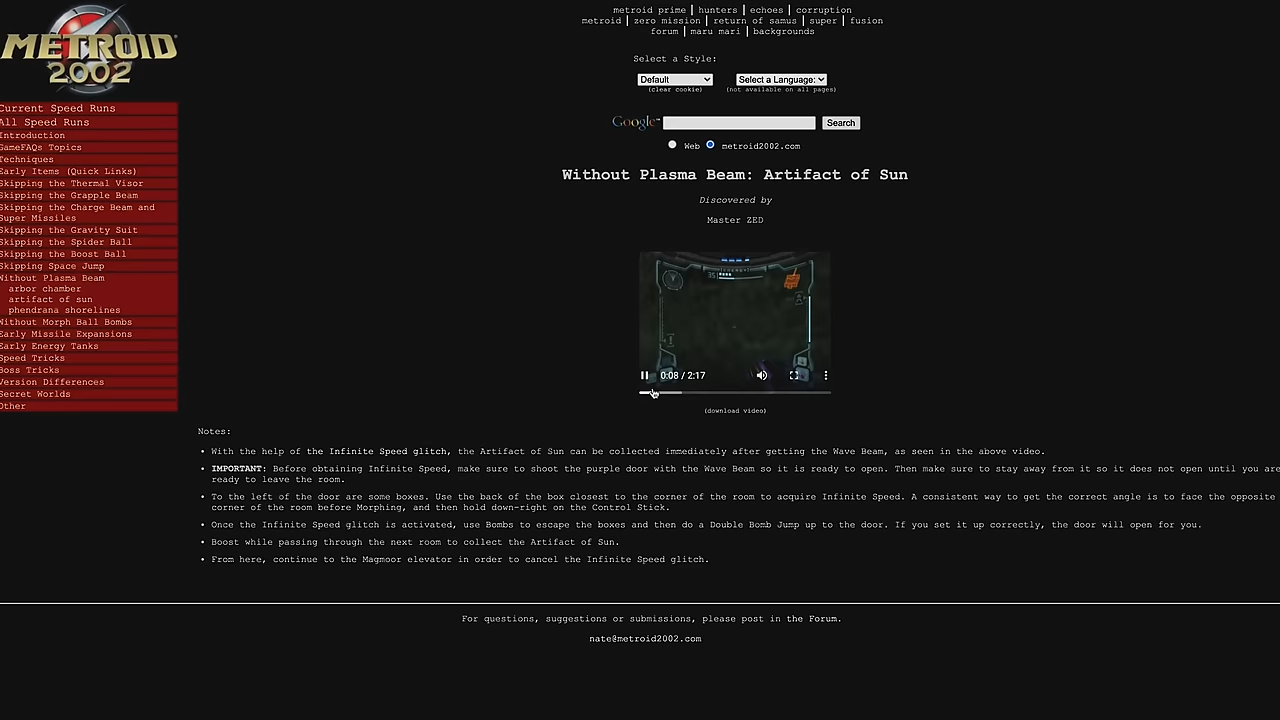 METROID
2002
metroid prime | hunters | echoes | corruption
metroid | zero mission | return of samus | super | fusion
forum | maru mari | backgrounds
Select a Style:
Default
Select a Language:
(clear cookie)
(not available on all pages)
Google™
Search
Web
metroid2002.com
Current Speed Runs
All Speed Runs
Introduction
GameFAQs Topics
Techniques
Early Items (Quick Links)
Skipping the Thermal Visor
Skipping the Grapple Beam
Skipping the Charge Beam and
Super Missiles
Skipping the Gravity Suit
Skipping the Spider Ball
Skipping the Boost Ball
Skipping Space Jump
Without Plasma Beam
arbor chamber
artifact of sun
phendrana shorelines
Without Morph Ball Bombs
Early Missile Expansions
Early Energy Tanks
Speed Tricks
Boss Tricks
Version Differences
Secret Worlds
Other
Without Plasma Beam: Artifact of Sun
Discovered by
Master ZED
0:08 / 2:17
(download video)
Notes:
• With the help of the Infinite Speed glitch, the Artifact of Sun can be collected immediately after getting the Wave Beam, as seen in the above video.
• IMPORTANT: Before obtaining Infinite Speed, make sure to shoot the purple door with the Wave Beam so it is ready to open. Then make sure to stay away from it so it does not open until you are
ready to leave the room.
• To the left of the door are some boxes. Use the back of the box closest to the corner of the room to acquire Infinite Speed. A consistent way to get the correct angle is to face the opposite
corner of the room before Morphing, and then hold down-right on the Control Stick.
• Once the Infinite Speed glitch is activated, use Bombs to escape the boxes and then do a Double Bomb Jump up to the door. If you set it up correctly, the door will open for you.
• Boost while passing through the next room to collect the Artifact of Sun.
• From here, continue to the Magmoor elevator in order to cancel the Infinite Speed glitch.
For questions, suggestions or submissions, please post in the Forum.
nate@metroid2002.com